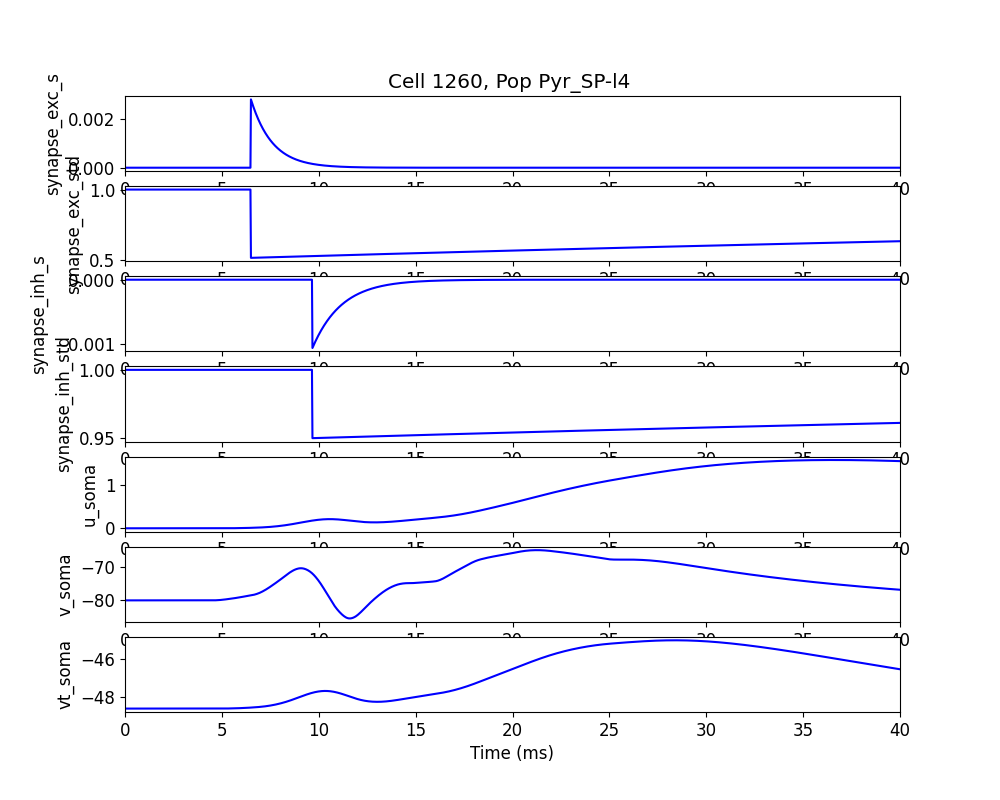 Cell 1260, Pop Pyr_SP-l4
synapse_exc_s
0.002
0.000
synapse_exc_std
1.0
0.5
synapse_inh_s
0.000
0.001
synapse_inh_std
1.00
0.95
u_soma
1
0
v_soma
−70
−80
vt_soma
−46
−48
0 5 10 15 20 25 30 35 40
Time (ms)